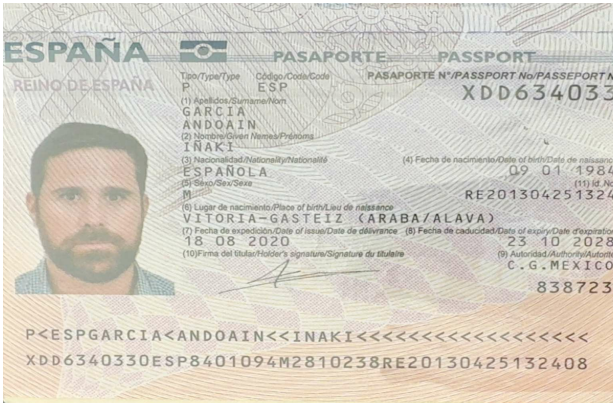 ESPAÑA PASAPORTE PASSPORT
REINO DE ESPAÑA
Tipo/Type/Type Código/Code/Code PASAPORTE Nº/PASSPORT No/PASSEPORT N
P ESP XDD634033
(1) Apellidos/Surname/Nom
GARCIA
ANDOAIN
(2) Nombre/Given Names/Prénoms
IÑAKI
(3) Nacionalidad/Nationality/Nationalité (4) Fecha de nacimiento/Date of birth/Date de naissance
ESPAÑOLA 09 01 1984
(5) Sexo/Sex/Sexe (11) Id. No
M RE201304251324
(6) Lugar de nacimiento/Place of birth/Lieu de naissance
VITORIA-GASTEIZ (ARABA/ALAVA)
(7) Fecha de expedición/Date of issue/Date de délivrance (8) Fecha de caducidad/Date of expiry/Date d'expiration
18 08 2020 23 10 2028
(10)Firma del titular/Holder's signature/Signature du titulaire (9) Autoridad/Authority/Autorité
C.G.MEXICO
838723
P<ESPGARCIA<ANDOAIN<<INAKI<<<<<<<<<<<<<<<<<<
XDD6340330ESP8401094M2810238RE20130425132408